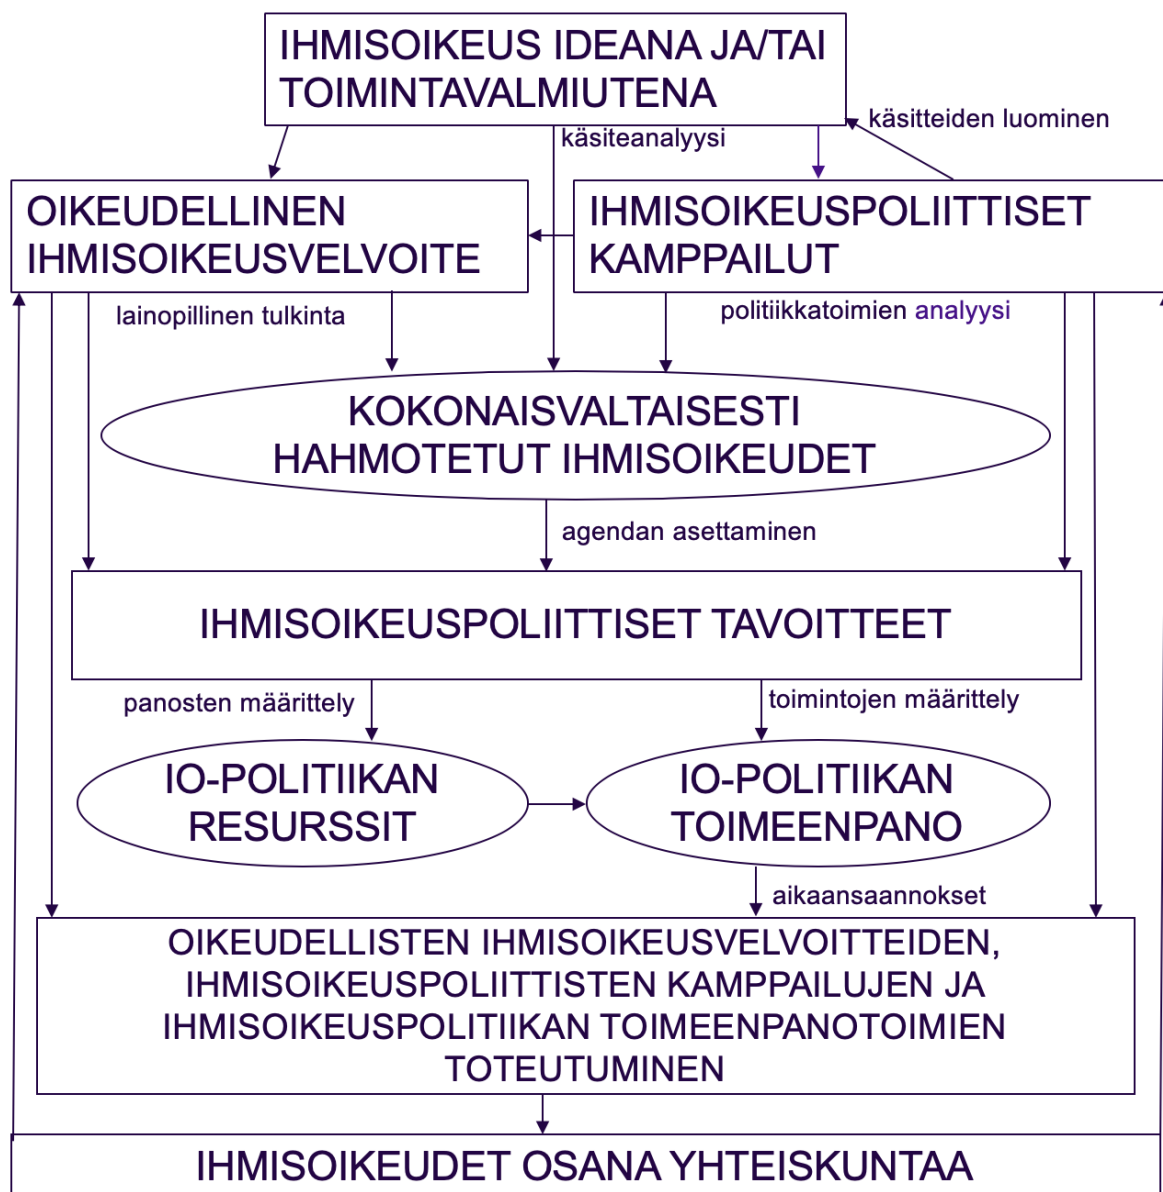 IHMISOIKEUS IDEANA JA/TAI
TOIMINTAVALMIUTENA
käsitteiden luominen
käsiteanalyysi
OIKEUDELLINEN
IHMISOIKEUSVELVOITE
IHMISOIKEUSPOLIITTISET
KAMPPAILUT
lainopillinen tulkinta
politiikkatoimien analyysi
KOKONAISVALTAISESTI
HAHMOTETUT IHMISOIKEUDET
agendan asettaminen
IHMISOIKEUSPOLIITTISET TAVOITTEET
panosten määrittely
toimintojen määrittely
IO-POLITIIKAN
RESURSSIT
IO-POLITIIKAN
TOIMEENPANO
aikaansaannokset
OIKEUDELLISTEN IHMISOIKEUSVELVOITTEIDEN,
IHMISOIKEUSPOLIITTISTEN KAMPPAILUJEN JA
IHMISOIKEUSPOLITIIKAN TOIMEENPANOTOIMIEN
TOTEUTUMINEN
IHMISOIKEUDET OSANA YHTEISKUNTAA